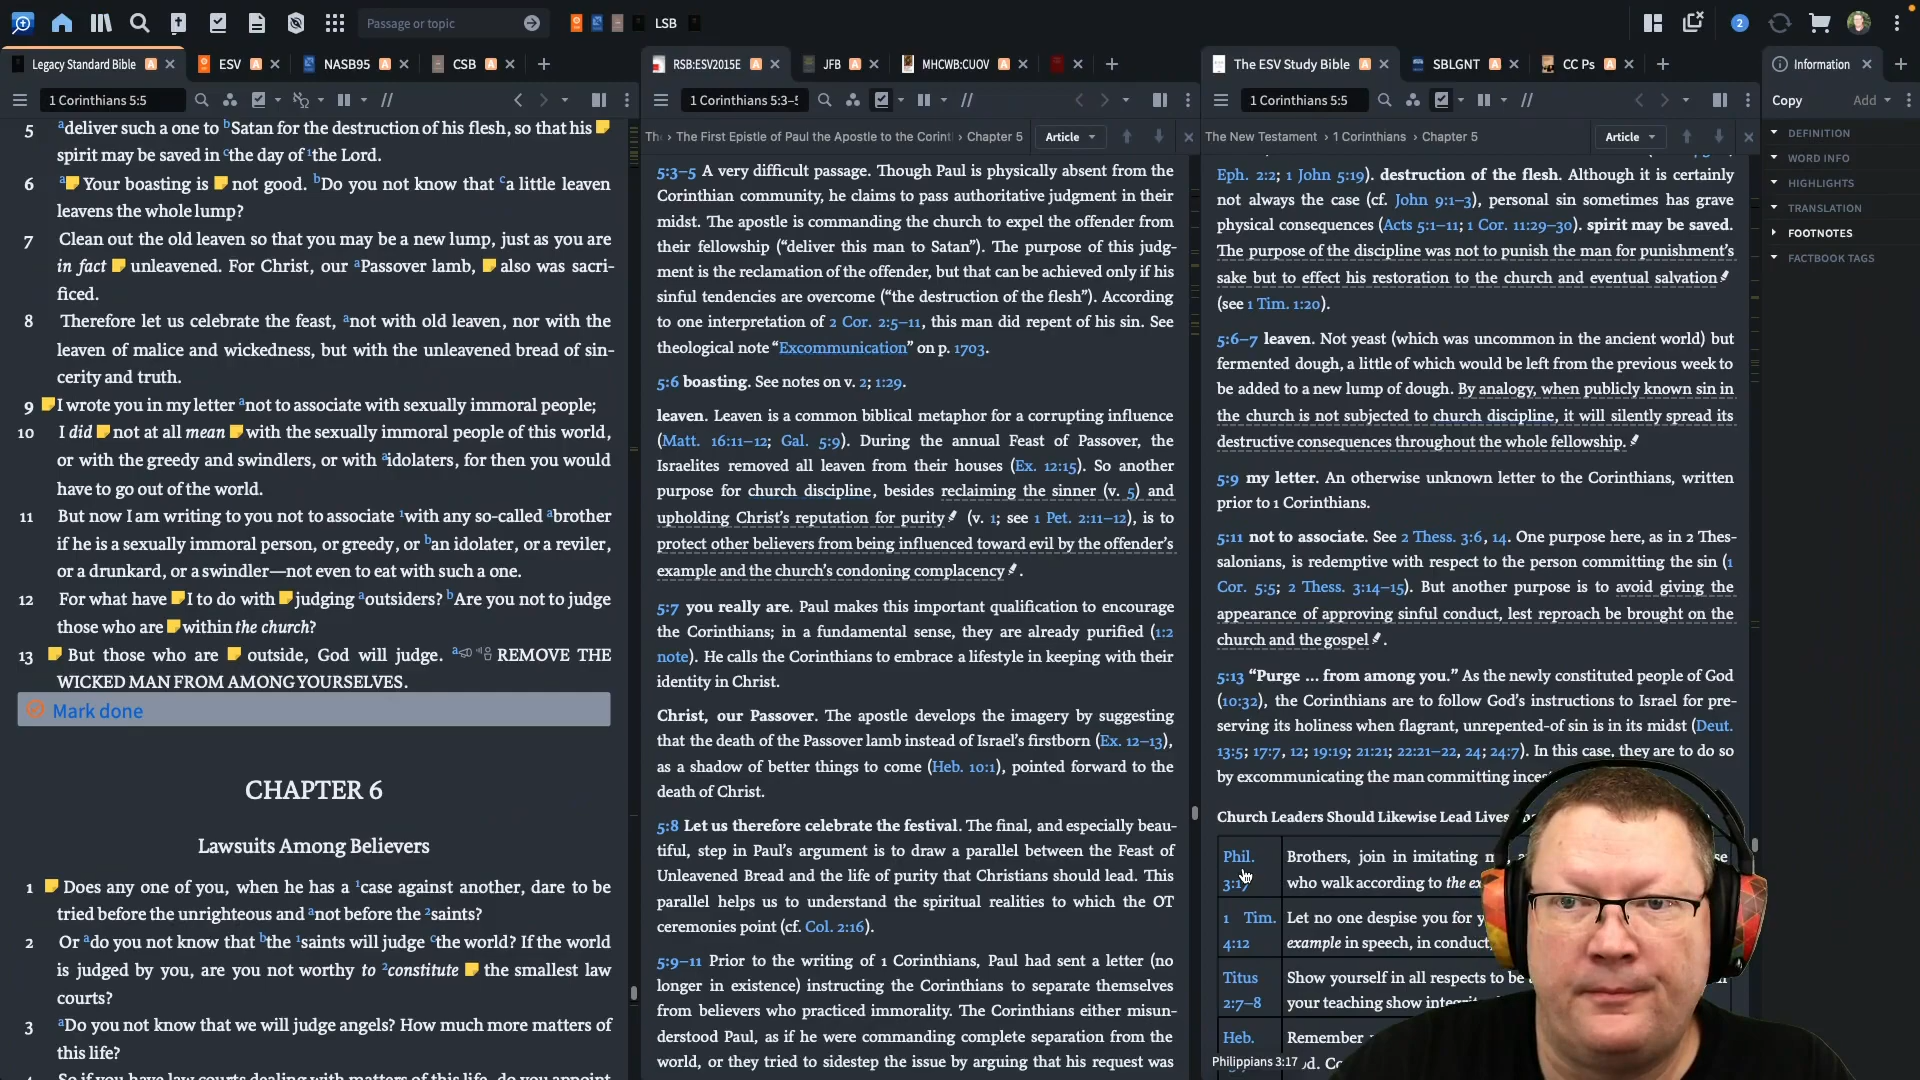 Passage or topic
LSB
2
Legacy Standard Bible A
ESV A
NASB95 A
CSB A
1 Corinthians 5:5
5 ᵃdeliver such a one to ᵇSatan for the destruction of his flesh, so that his
spirit may be saved in ᶜthe day of ¹the Lord.
6 ᵃYour boasting is not good. ᵇDo you not know that ᶜa little leaven
leavens the whole lump?
7 Clean out the old leaven so that you may be a new lump, just as you are
in fact unleavened. For Christ, our ᵃPassover lamb, also was sacri-
ficed.
8 Therefore let us celebrate the feast, ᵃnot with old leaven, nor with the
leaven of malice and wickedness, but with the unleavened bread of sin-
cerity and truth.
9 I wrote you in my letter ᵃnot to associate with sexually immoral people;
10 I did not at all mean with the sexually immoral people of this world,
or with the greedy and swindlers, or with ᵃidolaters, for then you would
have to go out of the world.
11 But now I am writing to you not to associate ¹with any so-called ᵃbrother
if he is a sexually immoral person, or greedy, or ᵇan idolater, or a reviler,
or a drunkard, or a swindler—not even to eat with such a one.
12 For what have I to do with judging ᵃoutsiders? ᵇAre you not to judge
those who are within the church?
13 But those who are outside, God will judge. ᵃREMOVE THE
WICKED MAN FROM AMONG YOURSELVES.
Mark done
CHAPTER 6
Lawsuits Among Believers
1 Does any one of you, when he has a ¹case against another, dare to be
tried before the unrighteous and ᵃnot before the ²saints?
2 Or ᵃdo you not know that ᵇthe ¹saints will judge ᶜthe world? If the world
is judged by you, are you not worthy to ²constitute the smallest law
courts?
3 ᵃDo you not know that we will judge angels? How much more matters of
this life?
So if you have law courts dealing with matters of this life, do you appoint
RSB:ESV2015E A
JFB A
MHCWB:CUOV A
1 Corinthians 5:3–5
The First Epistle of Paul the Apostle to the Corint › Chapter 5
Article
5:3–5 A very difficult passage. Though Paul is physically absent from the
Corinthian community, he claims to pass authoritative judgment in their
midst. The apostle is commanding the church to expel the offender from
their fellowship (“deliver this man to Satan”). The purpose of this judg-
ment is the reclamation of the offender, but that can be achieved only if his
sinful tendencies are overcome (“the destruction of the flesh”). According
to one interpretation of 2 Cor. 2:5–11, this man did repent of his sin. See
theological note “Excommunication” on p. 1703.
5:6 boasting. See notes on v. 2; 1:29.
leaven. Leaven is a common biblical metaphor for a corrupting influence
(Matt. 16:11–12; Gal. 5:9). During the annual Feast of Passover, the
Israelites removed all leaven from their houses (Ex. 12:15). So another
purpose for church discipline, besides reclaiming the sinner (v. 5) and
upholding Christ’s reputation for purity (v. 1; see 1 Pet. 2:11–12), is to
protect other believers from being influenced toward evil by the offender’s
example and the church’s condoning complacency.
5:7 you really are. Paul makes this important qualification to encourage
the Corinthians; in a fundamental sense, they are already purified (1:2
note). He calls the Corinthians to embrace a lifestyle in keeping with their
identity in Christ.
Christ, our Passover. The apostle develops the imagery by suggesting
that the death of the Passover lamb instead of Israel’s firstborn (Ex. 12–13),
as a shadow of better things to come (Heb. 10:1), pointed forward to the
death of Christ.
5:8 Let us therefore celebrate the festival. The final, and especially beau-
tiful, step in Paul’s argument is to draw a parallel between the Feast of
Unleavened Bread and the life of purity that Christians should lead. This
parallel helps us to understand the spiritual realities to which the OT
ceremonies point (cf. Col. 2:16).
5:9–11 Prior to the writing of 1 Corinthians, Paul had sent a letter (no
longer in existence) instructing the Corinthians to separate themselves
from believers who practiced immorality. The Corinthians either misun-
derstood Paul, as if he were commanding complete separation from the
world, or they tried to sidestep the issue by arguing that his request was
The ESV Study Bible A
SBLGNT A
CC Ps A
1 Corinthians 5:5
The New Testament › 1 Corinthians › Chapter 5
Article
Eph. 2:2; 1 John 5:19). destruction of the flesh. Although it is certainly
not always the case (cf. John 9:1–3), personal sin sometimes has grave
physical consequences (Acts 5:1–11; 1 Cor. 11:29–30). spirit may be saved.
The purpose of the discipline was not to punish the man for punishment’s
sake but to effect his restoration to the church and eventual salvation
(see 1 Tim. 1:20).
5:6–7 leaven. Not yeast (which was uncommon in the ancient world) but
fermented dough, a little of which would be left from the previous week to
be added to a new lump of dough. By analogy, when publicly known sin in
the church is not subjected to church discipline, it will silently spread its
destructive consequences throughout the whole fellowship.
5:9 my letter. An otherwise unknown letter to the Corinthians, written
prior to 1 Corinthians.
5:11 not to associate. See 2 Thess. 3:6, 14. One purpose here, as in 2 Thes-
salonians, is redemptive with respect to the person committing the sin (1
Cor. 5:5; 2 Thess. 3:14–15). But another purpose is to avoid giving the
appearance of approving sinful conduct, lest reproach be brought on the
church and the gospel.
5:13 “Purge ... from among you.” As the newly constituted people of God
(10:32), the Corinthians are to follow God’s instructions to Israel for pre-
serving its holiness when flagrant, unrepented-of sin is in its midst (Deut.
13:5; 17:7, 12; 19:19; 21:21; 22:21–22, 24; 24:7). In this case, they are to do so
by excommunicating the man committing
Church Leaders Should Likewise Lead
Phil. 3:17 Brothers, join in imitating
who walk according to
1 Tim. 4:12 Let no one despise you for
example in speech, in conduct,
Titus 2:7–8 Show yourself in all respects to be
your teaching show
Heb. Remember
Philippians 3:17
Information
Copy
Add
DEFINITION
WORD INFO
HIGHLIGHTS
TRANSLATION
FOOTNOTES
FACTBOOK TAGS